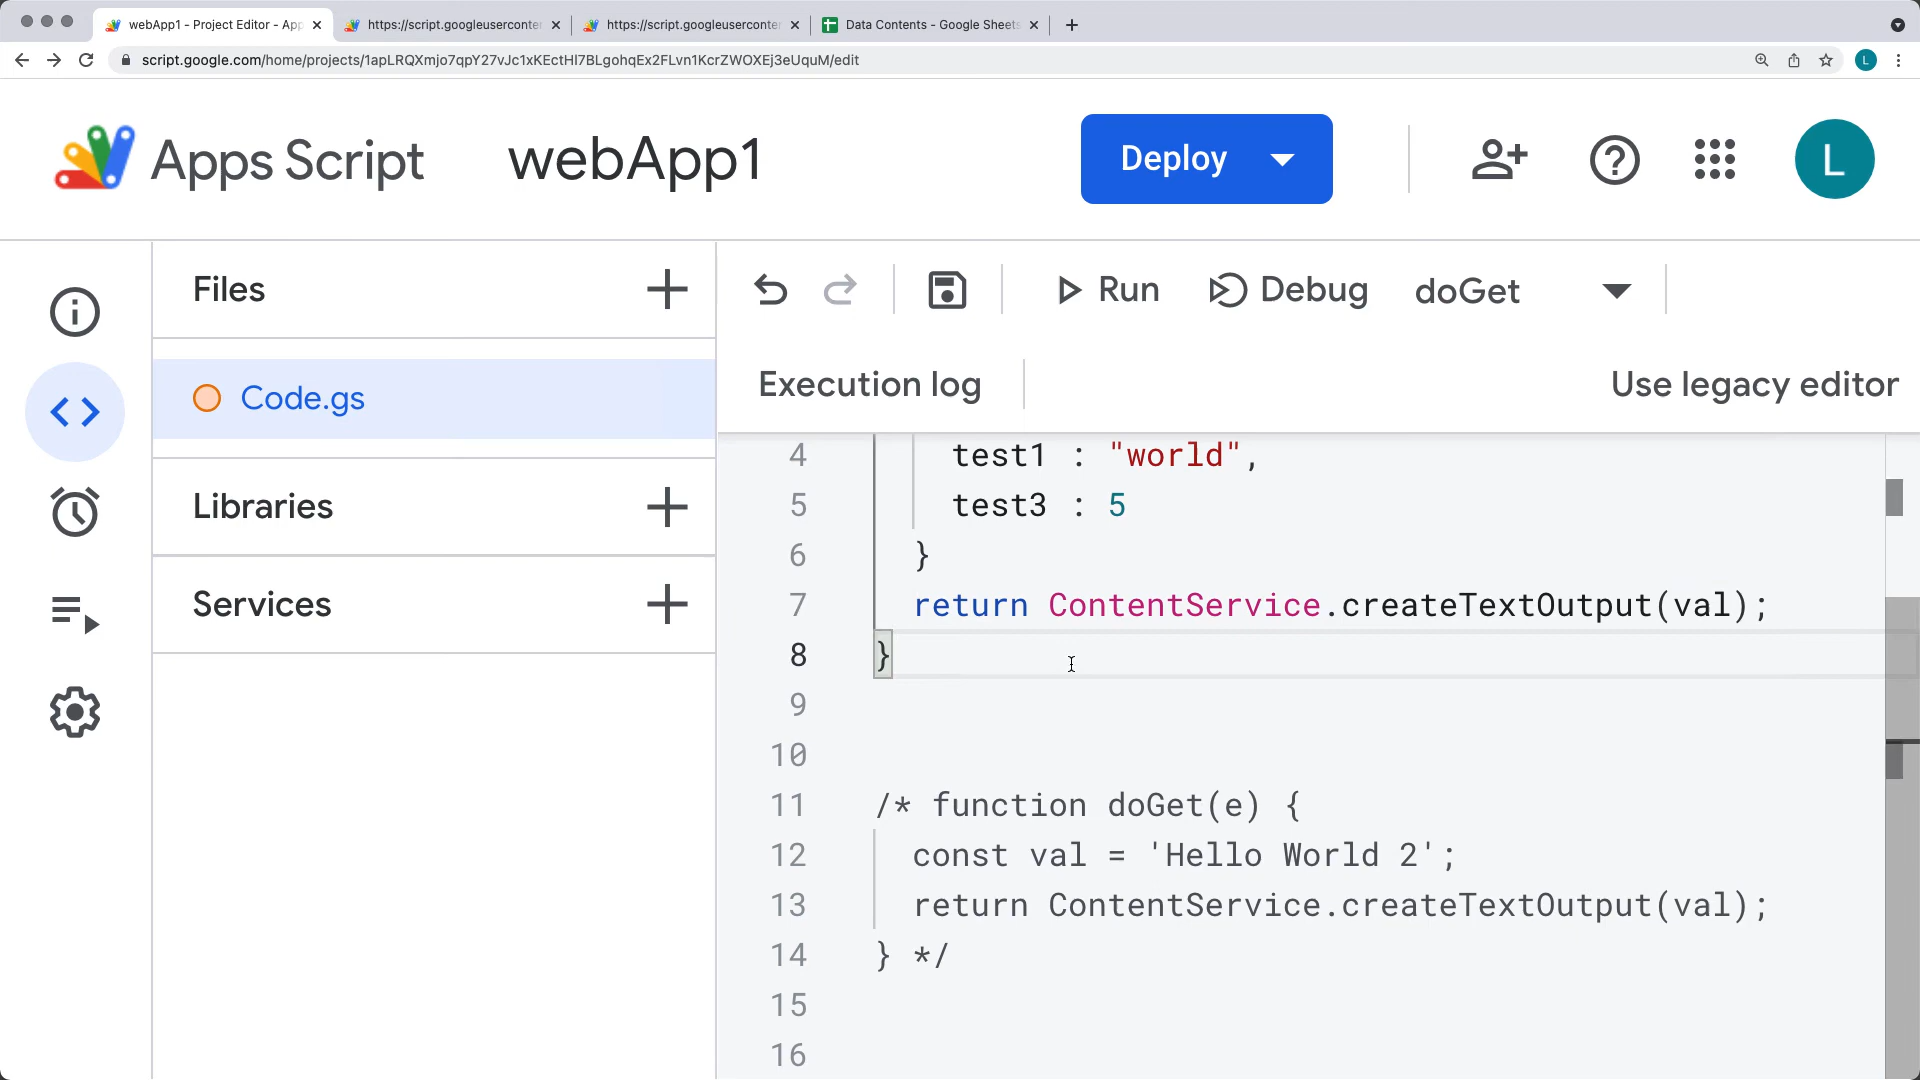 webApp1 - Project Editor - App
https://script.googleuserconten
https://script.googleuserconten
Data Contents - Google Sheets
script.google.com/home/projects/1apLRQXmjo7qpY27vJc1xKEctHl7BLgohqEx2FLvn1KcrZWOXEj3eUquM/edit
L
Apps Script
webApp1
Deploy
L
Files
Run
Debug
doGet
Code.gs
Execution log
Use legacy editor
Libraries
Services
4 test1 : "world",
5 test3 : 5
6 }
7 return ContentService.createTextOutput(val);
8 }
9
10
11 /* function doGet(e) {
12 const val = 'Hello World 2';
13 return ContentService.createTextOutput(val);
14 } */
15
16